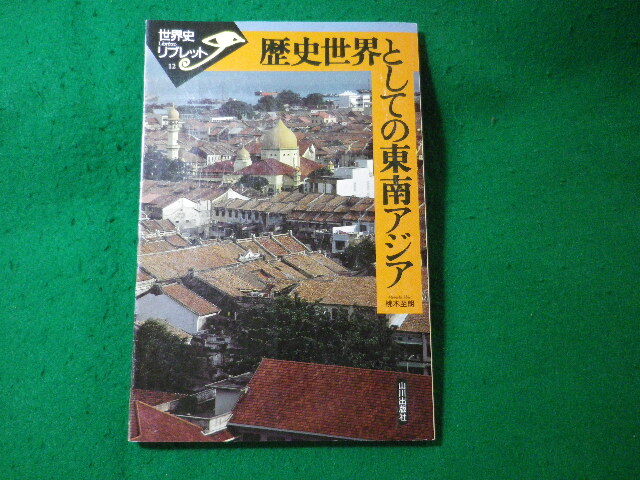 世界史
リブレット
12
歴史世界としての東南アジア
桃木至朗
山川出版社